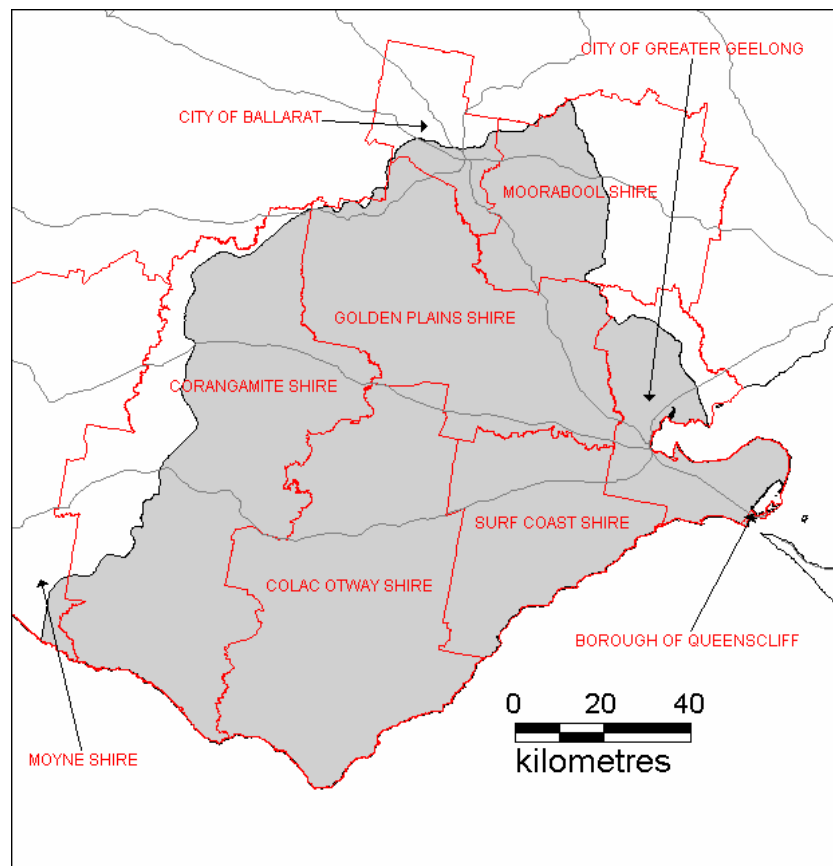 CITY OF GREATER GEELONG
CITY OF BALLARAT
MOORABOOL SHIRE
GOLDEN PLAINS SHIRE
CORANGAMITE SHIRE
SURF COAST SHIRE
COLAC OTWAY SHIRE
BOROUGH OF QUEENSCLIFF
0 20 40
kilometres
MOYNE SHIRE